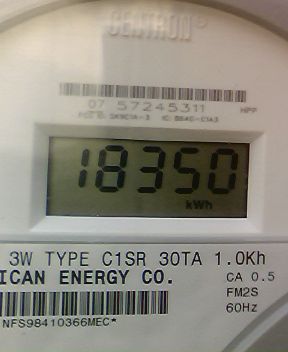 CENTRON®
07 57245311 HPP
18350
kWh
3W TYPE C1SR 30TA 1.0Kh
ICAN ENERGY CO.
CA 0.5
FM2S
60Hz
NFS98410366MEC*